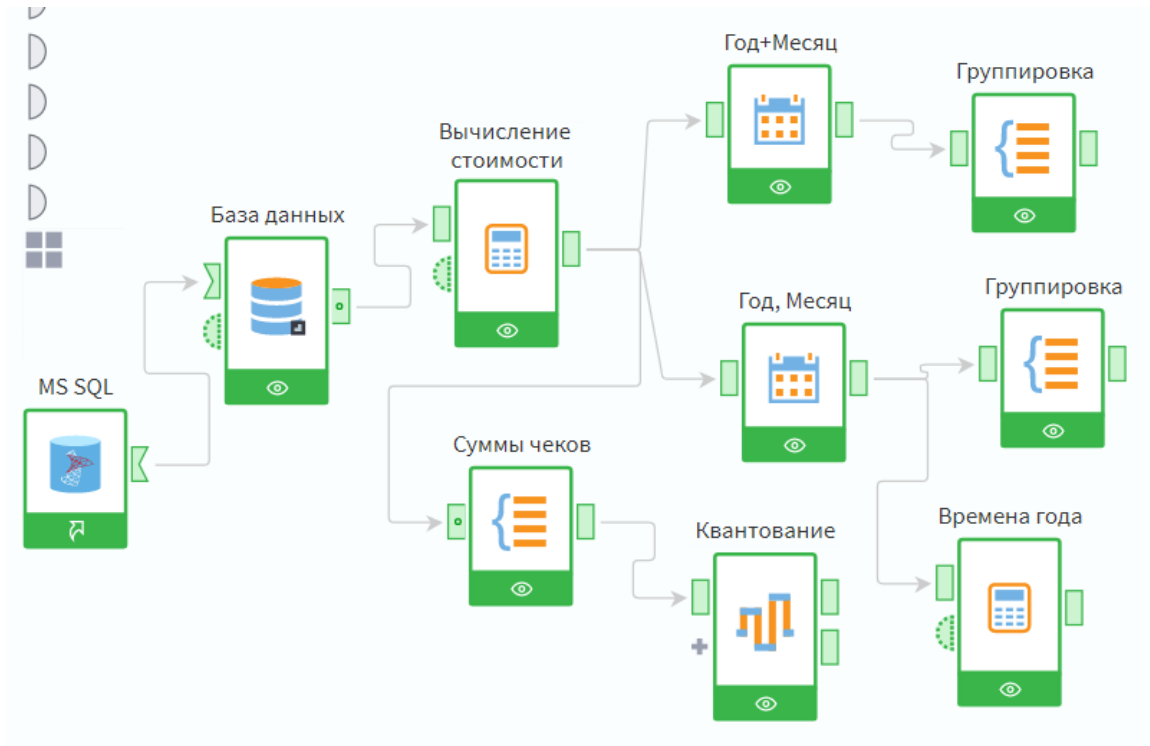 Год+Месяц
Группировка
Вычисление
стоимости
База данных
Год, Месяц
Группировка
MS SQL
Суммы чеков
Квантование
Времена года